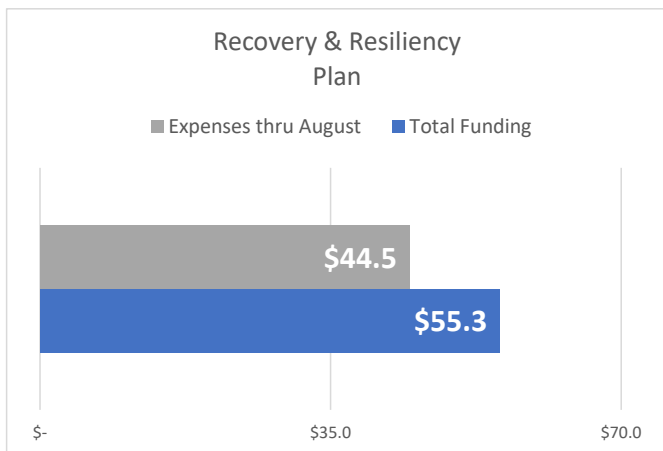 Recovery & Resiliency
Plan
Expenses thru August Total Funding
$44.5
$55.3
$- $35.0 $70.0